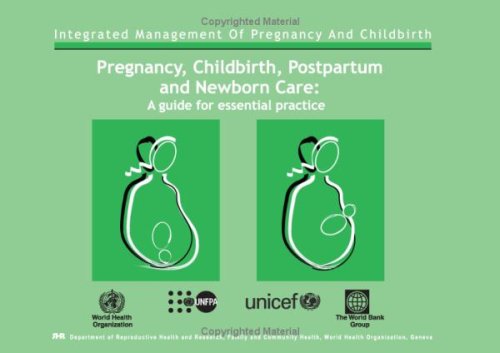 Copyrighted Material
Integrated Management Of Pregnancy And Childbirth
Pregnancy, Childbirth, Postpartum
and Newborn Care:
A guide for essential practice
World Health
Organization
UNFPA
unicef
The World Bank
Group
Copyrighted Material
RHR Department of Reproductive Health and Research, Family and Community Health, World Health Organization, Geneva